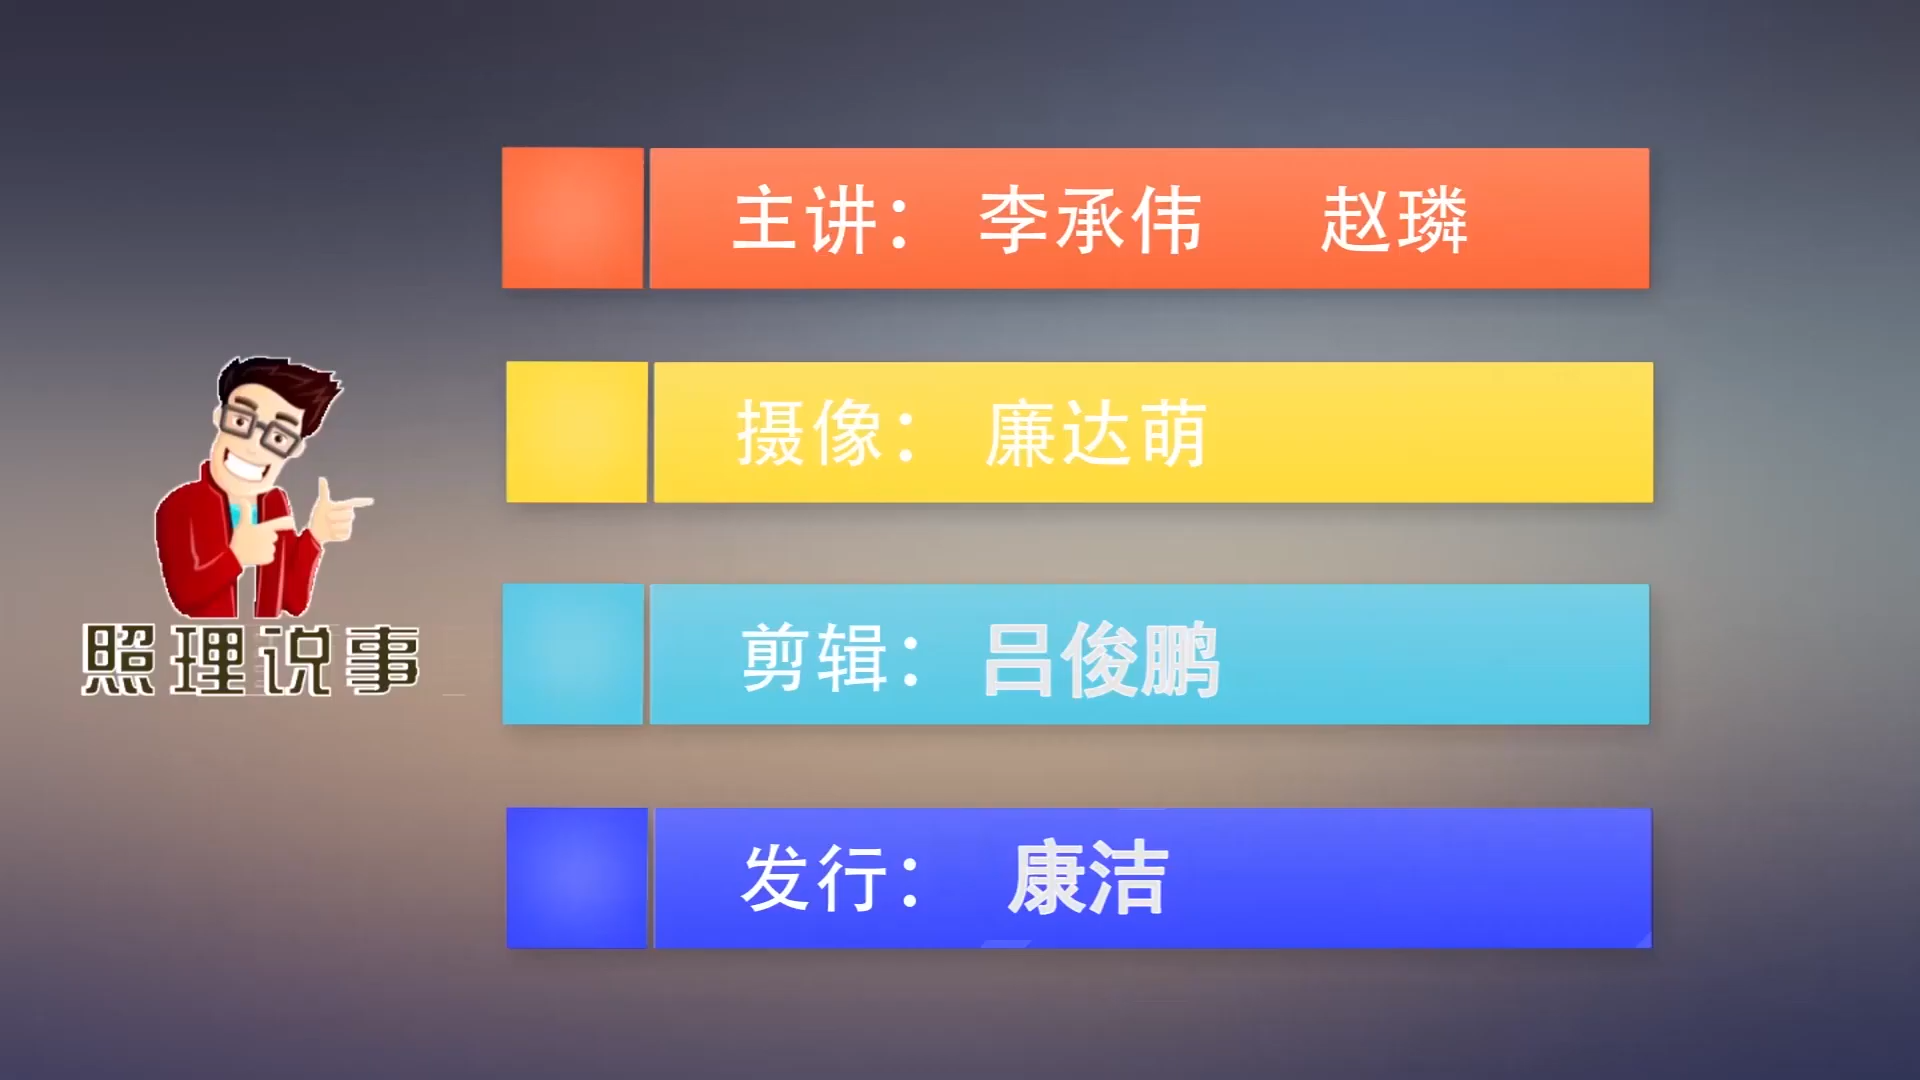 主讲： 李承伟 赵璘
摄像： 廉达萌
照理说事
剪辑： 吕俊鹏
发行： 康洁